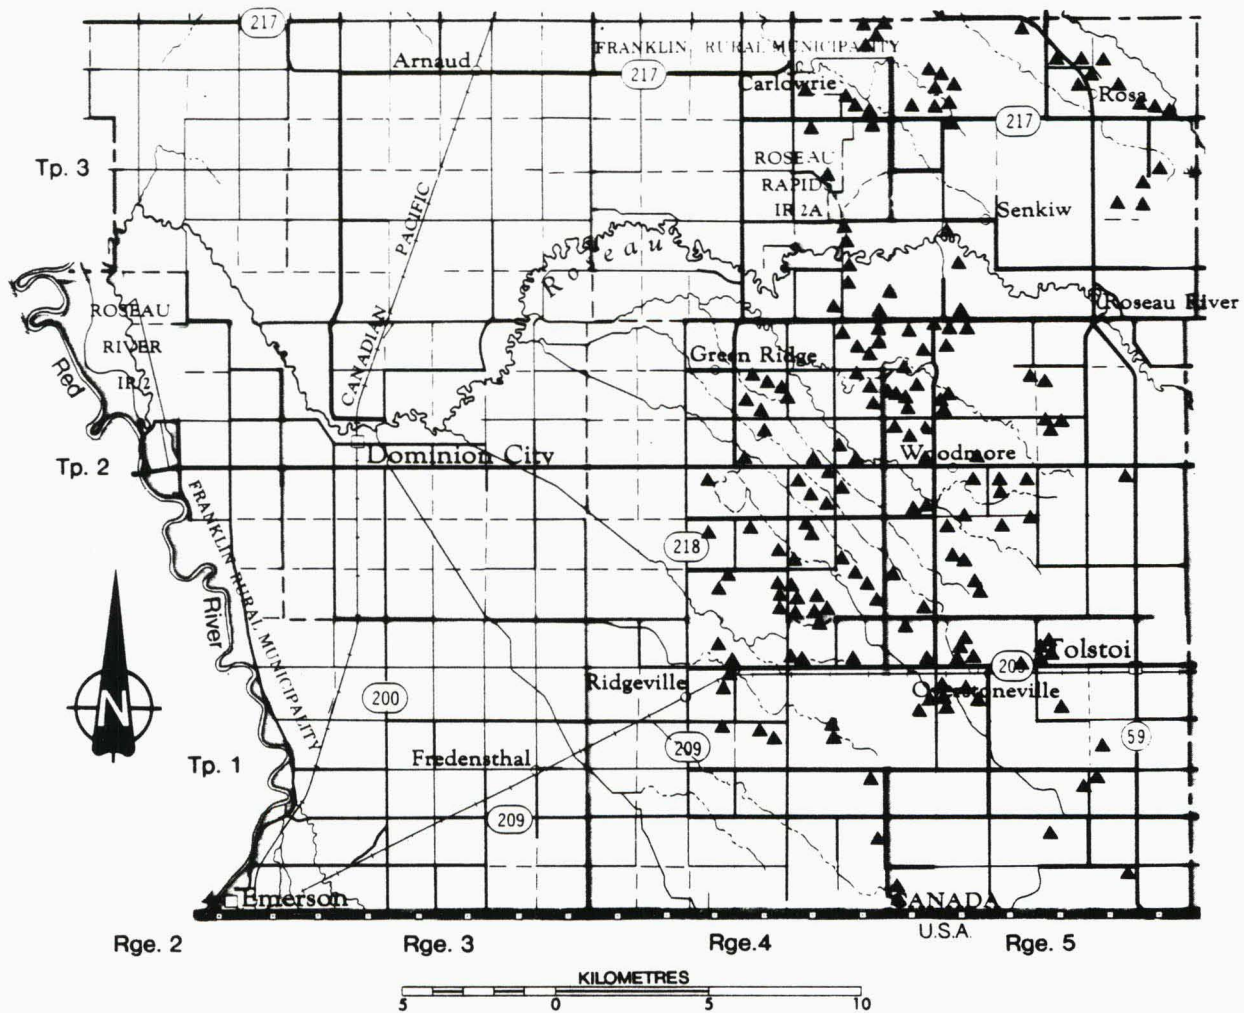 217
FRANKLIN RURAL MUNICIPALITY
Arnaud
217
Carlowrie
Rosa
217
Tp. 3
ROSEAU
RAPIDS
IR 2A
Senkiw
PACIFIC
Roseau
ROSEAU
RIVER
IR 2
Roseau River
CANADIAN
Red
Green Ridge
Dominion City
Woodmore
Tp. 2
FRANKLIN RURAL MUNICIPALITY
218
River
Tolstoi
Ridgeville
200
N
59
209
Fredensthal
Tp. 1
209
Emerson
CANADA
U.S.A.
Rge. 2
Rge. 3
Rge.4
Rge. 5
KILOMETRES
5
0
5
10